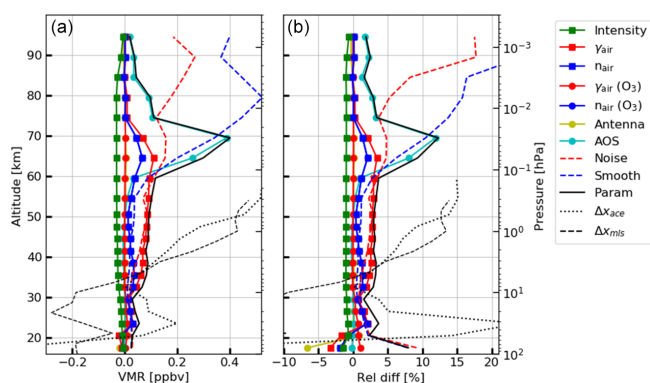 (a)
(b)
90
80
70
60
50
40
30
20
Altitude [km]
−0.2
0.0
0.2
0.4
VMR [ppbv]
−10
−5
0
5
10
15
20
Rel diff [%]
10⁻³
10⁻²
10⁻¹
10⁰
10¹
10²
Pressure [hPa]
Intensity
γair
nair
γair (O₃)
nair (O₃)
Antenna
AOS
Noise
Smooth
Param
Δxace
Δxmls